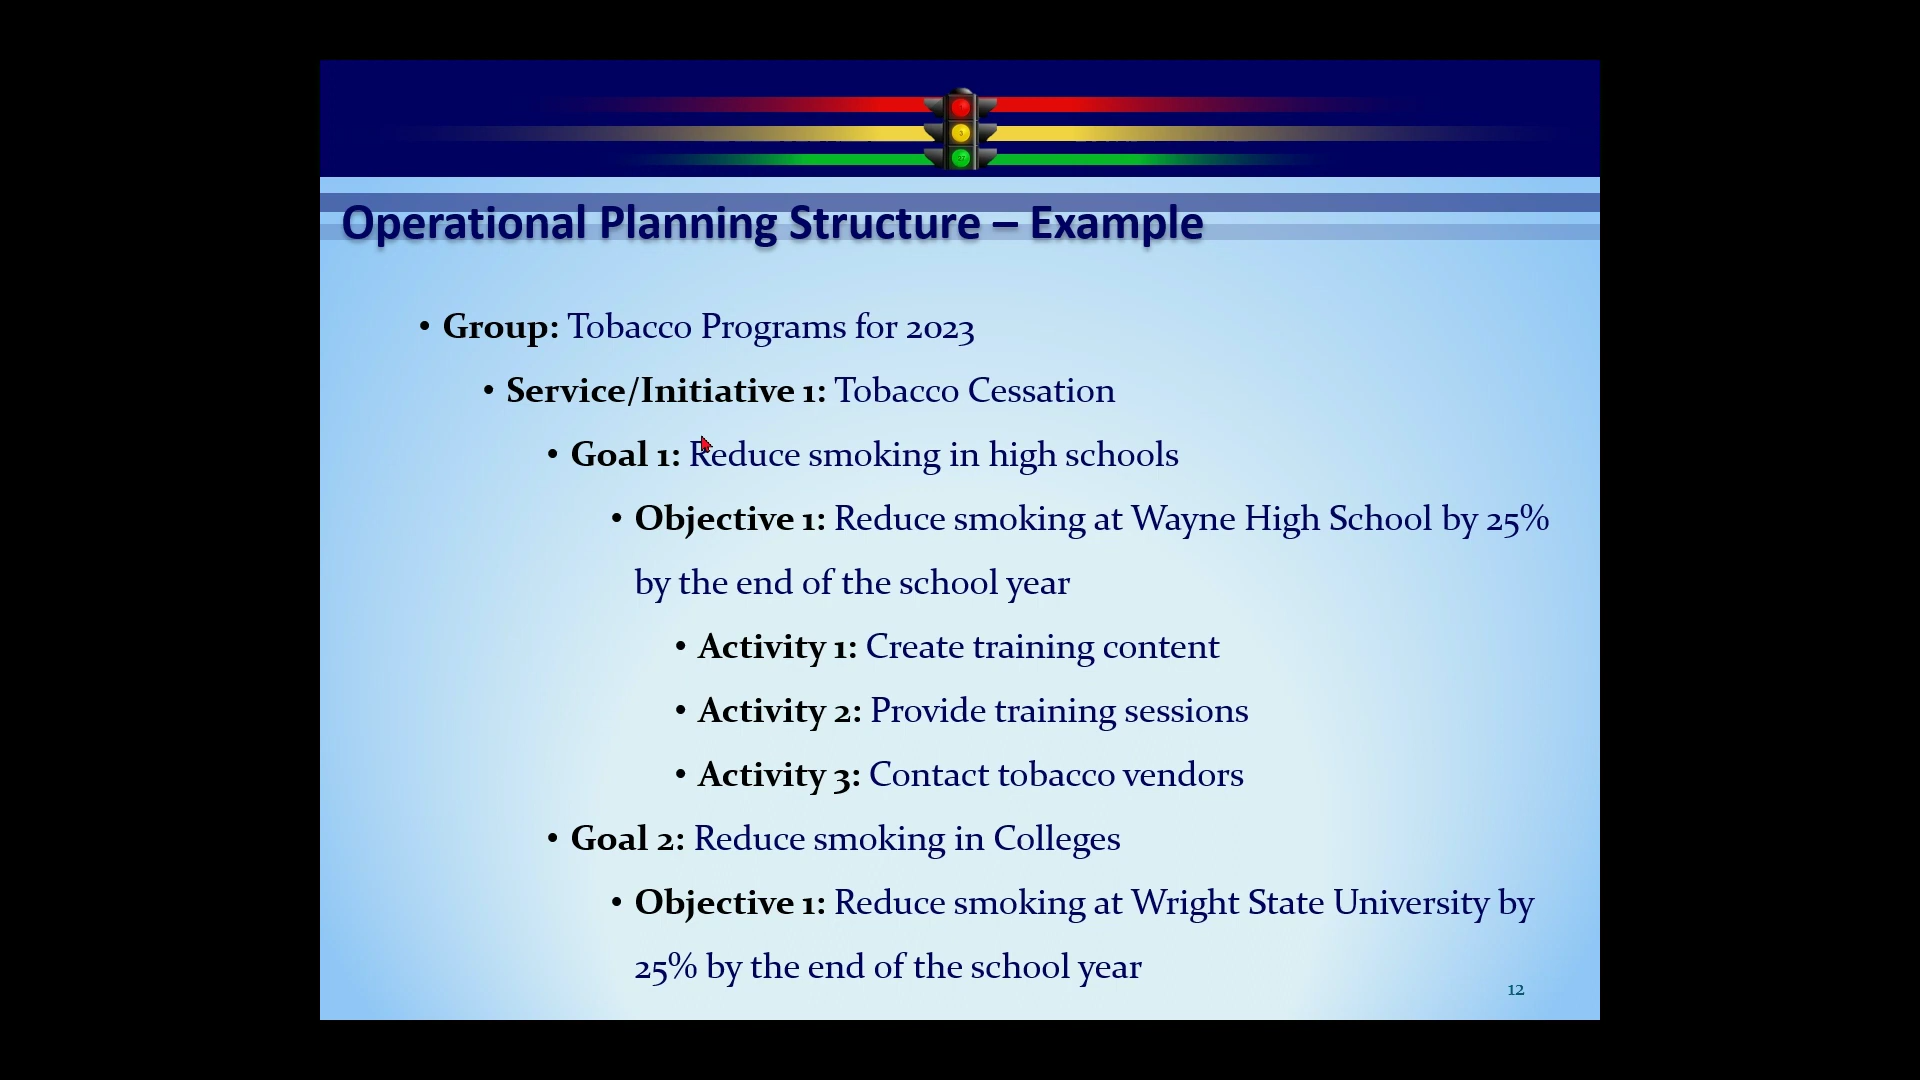 Operational Planning Structure – Example
• Group: Tobacco Programs for 2023
• Service/Initiative 1: Tobacco Cessation
• Goal 1: Reduce smoking in high schools
• Objective 1: Reduce smoking at Wayne High School by 25%
by the end of the school year
• Activity 1: Create training content
• Activity 2: Provide training sessions
• Activity 3: Contact tobacco vendors
• Goal 2: Reduce smoking in Colleges
• Objective 1: Reduce smoking at Wright State University by
25% by the end of the school year
12